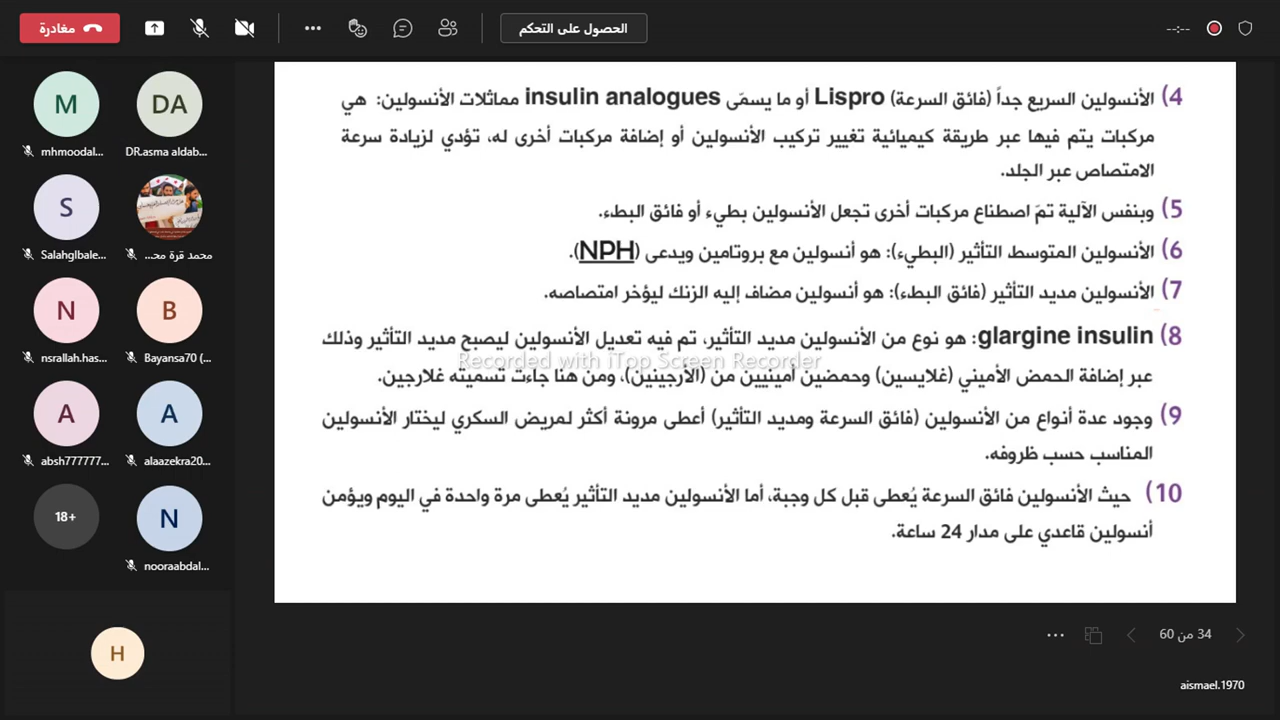 مغادرة
الحصول على التحكم
--:--
M
DA
mhmoodal...
DR.asma aldab...
S
Salahglbale...
محمد قرة محـ...
N
B
nsrallah.has...
Bayansa70 (...
A
A
absh777777...
alaazekra20...
18+
N
nooraabdal...
H
4) الأنسولين السريع جداً (فائق السرعة) Lispro أو ما يسمَى insulin analogues مماثلات الأنسولين: هي
مركبات يتم فيها عبر طريقة كيميائية تغيير تركيب الأنسولين أو إضافة مركبات أخرى له، تؤدي لزيادة سرعة
الامتصاص عبر الجلد.
5) وبنفس الآلية تمَ اصطناع مركبات أخرى تجعل الأنسولين بطيء أو فائق البطء.
6) الأنسولين المتوسط التأثير (البطيء): هو أنسولين مع بروتامين ويدعى (NPH).
7) الأنسولين مديد التأثير (فائق البطء): هو أنسولين مضاف إليه الزنك ليؤخر امتصاصه.
8) glargine insulin: هو نوع من الأنسولين مديد التأثير، تم فيه تعديل الأنسولين ليصبح مديد التأثير وذلك
Recorded with iTop Screen Recorder
عبر إضافة الحمض الأميني (غلايسين) وحمضين أمينيين من (الأرجينين)، ومن هنا جاءت تسميته غلارجين.
9) وجود عدة أنواع من الأنسولين (فائق السرعة ومديد التأثير) أعطى مرونة أكثر لمريض السكري ليختار الأنسولين
المناسب حسب ظروفه.
10) حيث الأنسولين فائق السرعة يُعطى قبل كل وجبة، أما الأنسولين مديد التأثير يُعطى مرة واحدة في اليوم ويؤمن
أنسولين قاعدي على مدار 24 ساعة.
34 من 60
aismael.1970